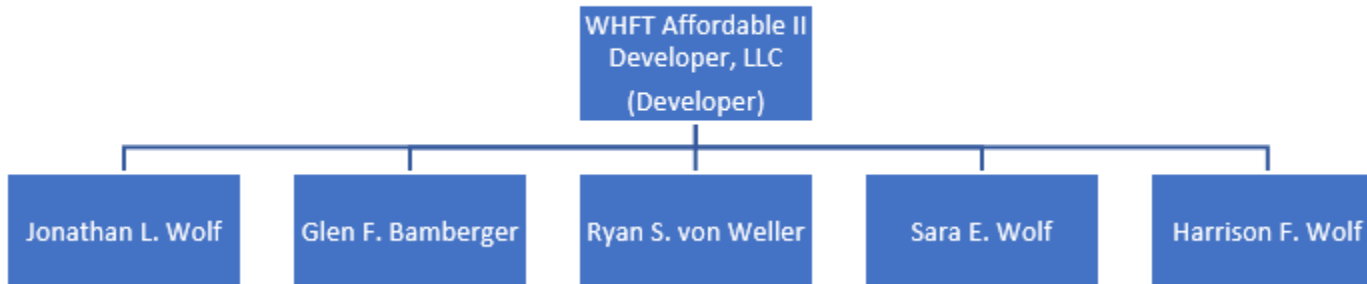 WHFT Affordable II
Developer, LLC
(Developer)
Jonathan L. Wolf
Glen F. Bamberger
Ryan S. von Weller
Sara E. Wolf
Harrison F. Wolf